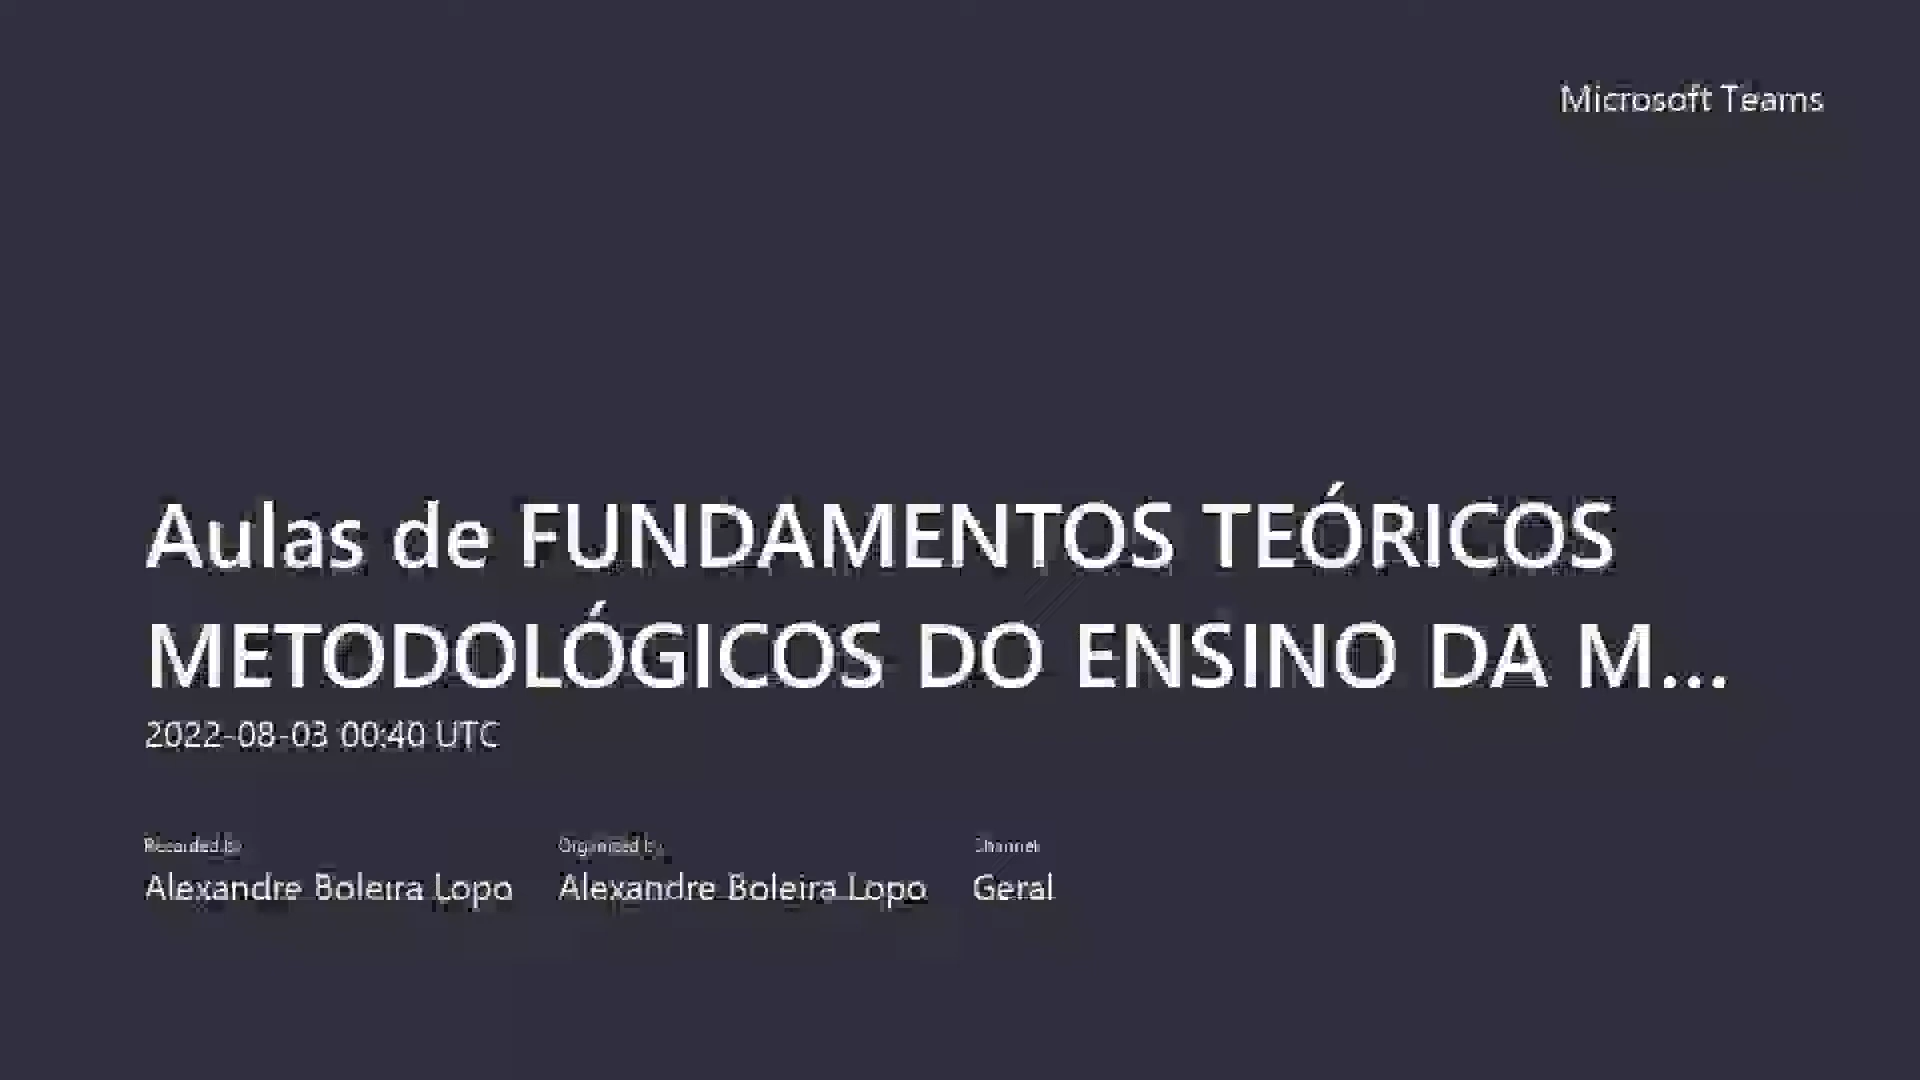 Microsoft Teams
Aulas de FUNDAMENTOS TEÓRICOS
METODOLÓGICOS DO ENSINO DA M...
2022-08-03 00:40 UTC
Recorded by
Organized by
Channel
Alexandre Boleira Lopo
Alexandre Boleira Lopo
Geral